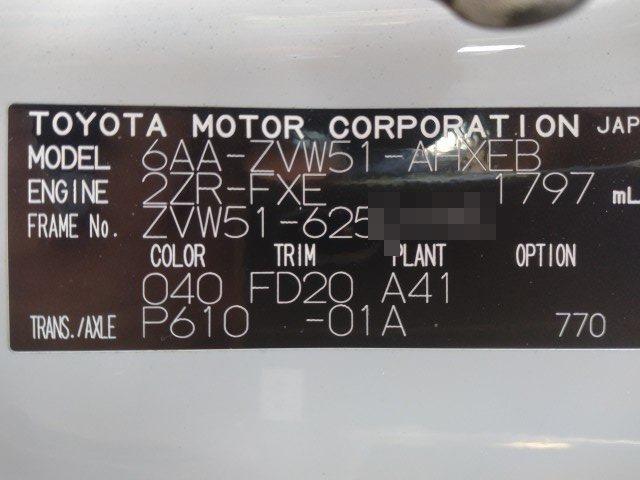 TOYOTA MOTOR CORPORATION JAP
MODEL 6AA-ZVW51-AHXEB
ENGINE 2ZR-FXE 1797 mL
FRAME No. ZVW51-625
COLOR TRIM PLANT OPTION
040 FD20 A41
TRANS./AXLE P610 -01A 770